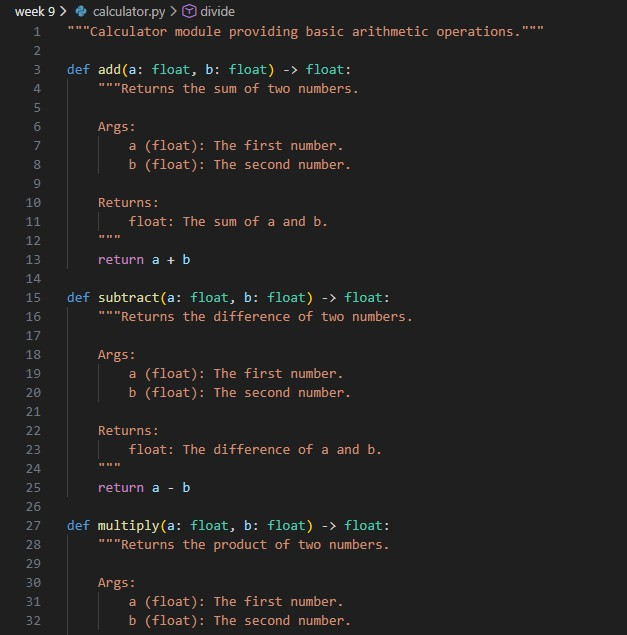 week 9 > calculator.py > divide
1 """Calculator module providing basic arithmetic operations."""
2
3 def add(a: float, b: float) -> float:
4     """Returns the sum of two numbers.
5
6     Args:
7         a (float): The first number.
8         b (float): The second number.
9
10     Returns:
11         float: The sum of a and b.
12     """
13     return a + b
14
15 def subtract(a: float, b: float) -> float:
16     """Returns the difference of two numbers.
17
18     Args:
19         a (float): The first number.
20         b (float): The second number.
21
22     Returns:
23         float: The difference of a and b.
24     """
25     return a - b
26
27 def multiply(a: float, b: float) -> float:
28     """Returns the product of two numbers.
29
30     Args:
31         a (float): The first number.
32         b (float): The second number.